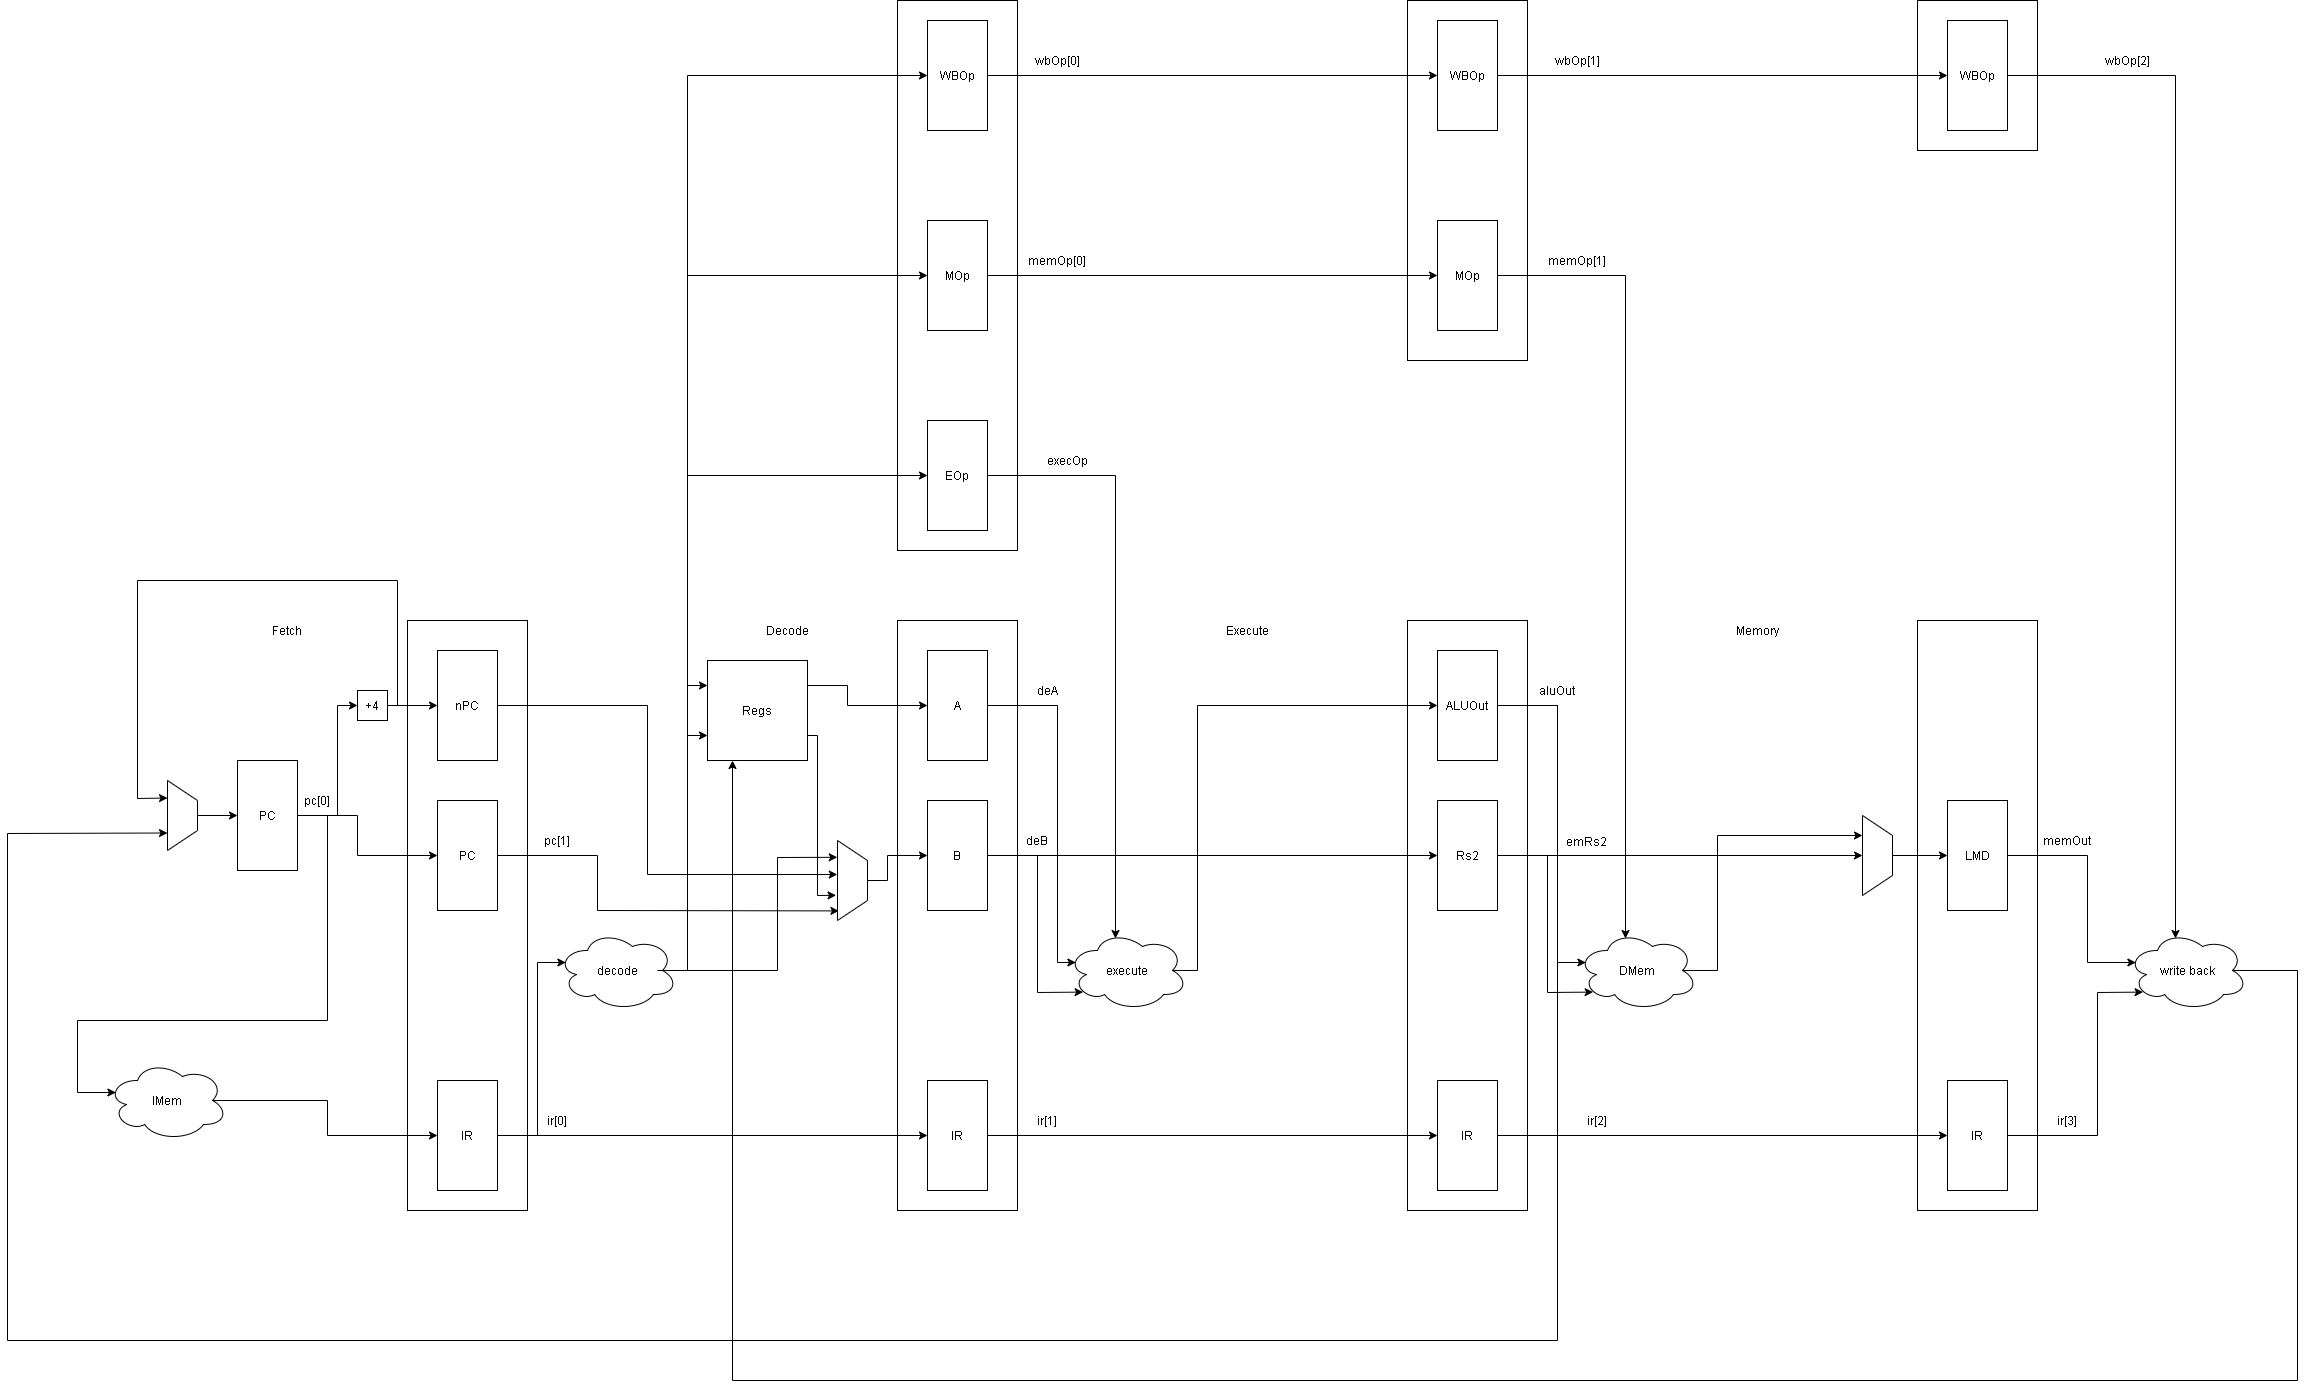 wbOp[0]
wbOp[1]
wbOp[2]
WBOp
WBOp
WBOp
memOp[0]
memOp[1]
MOp
MOp
execOp
EOp
Fetch
Decode
Execute
Memory
deA
aluOut
+4
nPC
Regs
A
ALUOut
pc[0]
PC
pc[1]
deB
emRs2
memOut
PC
B
Rs2
LMD
decode
execute
DMem
write back
IMem
ir[0]
ir[1]
ir[2]
ir[3]
IR
IR
IR
IR